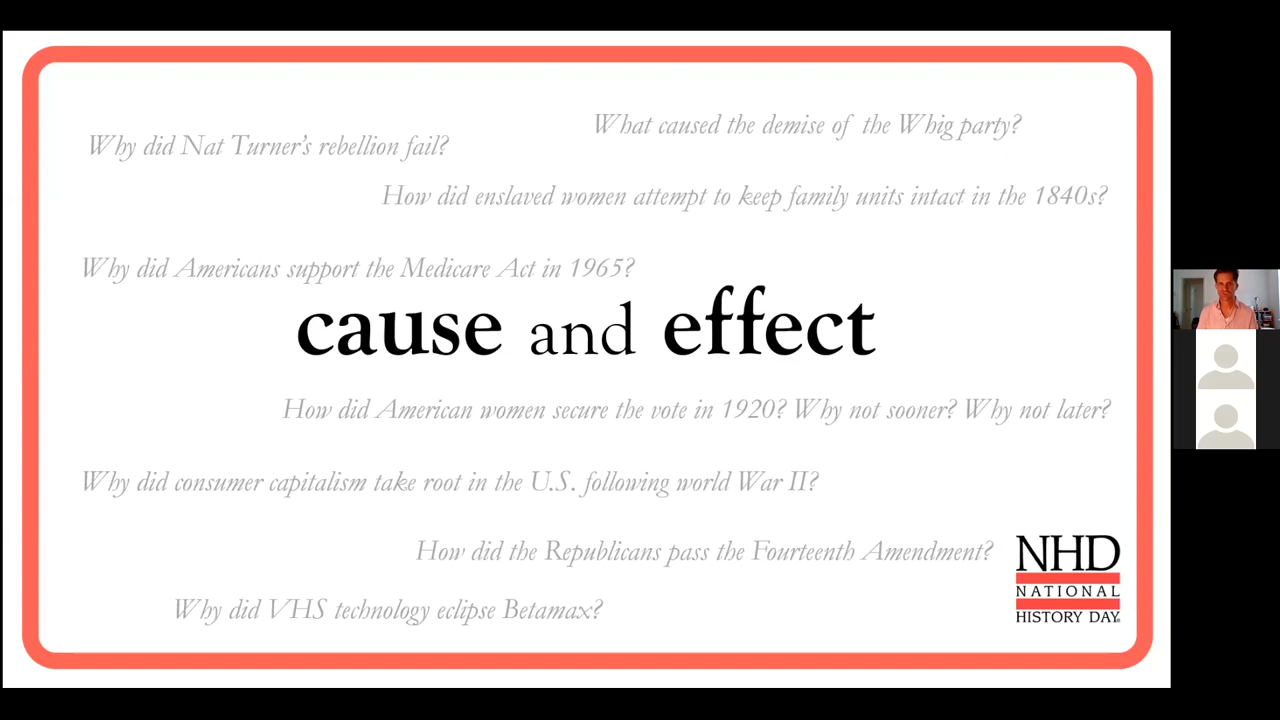 What caused the demise of the Whig party?
Why did Nat Turner's rebellion fail?
How did enslaved women attempt to keep family units intact in the 1840s?
Why did Americans support the Medicare Act in 1965?
cause and effect
How did American women secure the vote in 1920? Why not sooner? Why not later?
Why did consumer capitalism take root in the U.S. following world War II?
How did the Republicans pass the Fourteenth Amendment?
Why did VHS technology eclipse Betamax?
NHD
NATIONAL
HISTORY DAY